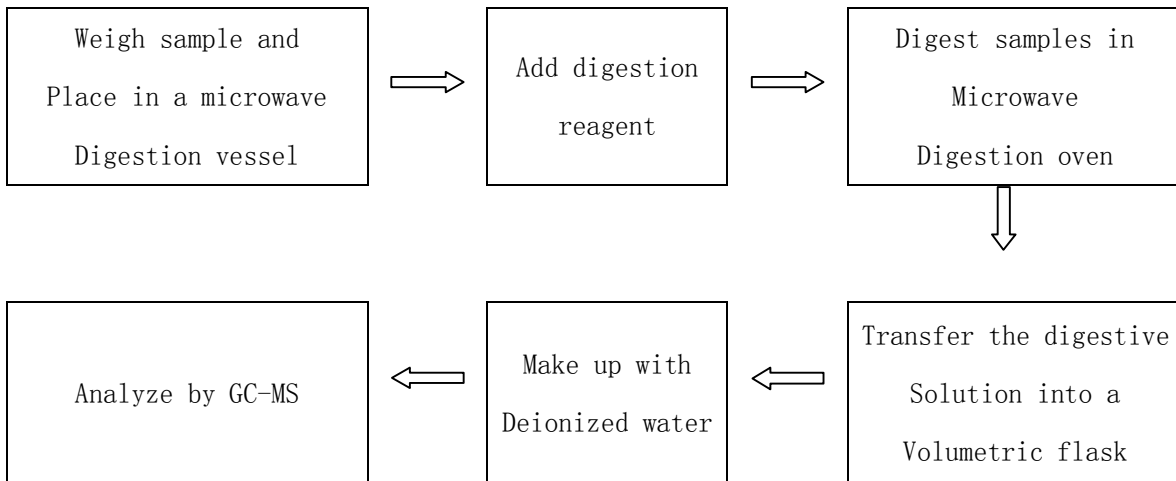 Weigh sample and
Place in a microwave
Digestion vessel
Add digestion
reagent
Digest samples in
Microwave
Digestion oven
Transfer the digestive
Solution into a
Volumetric flask
Make up with
Deionized water
Analyze by GC-MS